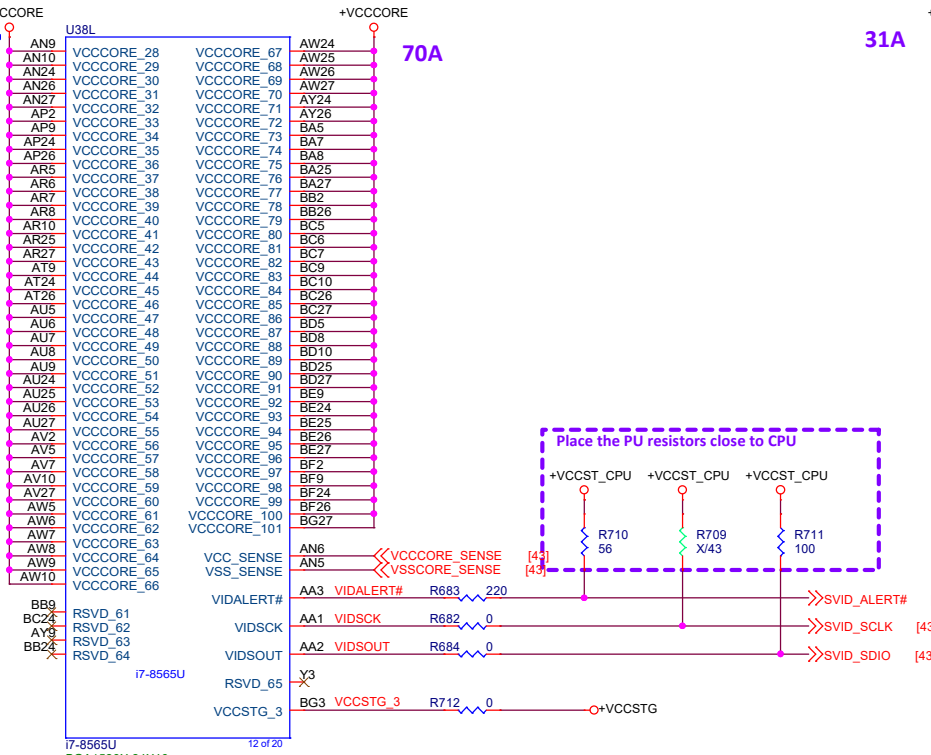 CCORE
+VCCCORE
U38L
70A
31A
AN9 VCCCORE_28 VCCCORE_67 AW24
AN10 VCCCORE_29 VCCCORE_68 AW25
AN24 VCCCORE_30 VCCCORE_69 AW26
AN26 VCCCORE_31 VCCCORE_70 AW27
AN27 VCCCORE_32 VCCCORE_71 AY24
AP2 VCCCORE_33 VCCCORE_72 AY26
AP9 VCCCORE_34 VCCCORE_73 BA5
AP24 VCCCORE_35 VCCCORE_74 BA7
AP26 VCCCORE_36 VCCCORE_75 BA8
AR5 VCCCORE_37 VCCCORE_76 BA25
AR6 VCCCORE_38 VCCCORE_77 BA27
AR7 VCCCORE_39 VCCCORE_78 BB2
AR8 VCCCORE_40 VCCCORE_79 BB26
AR10 VCCCORE_41 VCCCORE_80 BC5
AR25 VCCCORE_42 VCCCORE_81 BC6
AR27 VCCCORE_43 VCCCORE_82 BC7
AT9 VCCCORE_44 VCCCORE_83 BC9
AT24 VCCCORE_45 VCCCORE_84 BC10
AT26 VCCCORE_46 VCCCORE_85 BC26
AU5 VCCCORE_47 VCCCORE_86 BC27
AU6 VCCCORE_48 VCCCORE_87 BD5
AU7 VCCCORE_49 VCCCORE_88 BD8
AU8 VCCCORE_50 VCCCORE_89 BD10
AU9 VCCCORE_51 VCCCORE_90 BD25
AU24 VCCCORE_52 VCCCORE_91 BD27
AU25 VCCCORE_53 VCCCORE_92 BE9
AU26 VCCCORE_54 VCCCORE_93 BE24
AU27 VCCCORE_55 VCCCORE_94 BE25
AV2 VCCCORE_56 VCCCORE_95 BE26
AV5 VCCCORE_57 VCCCORE_96 BE27
AV7 VCCCORE_58 VCCCORE_97 BF2
AV10 VCCCORE_59 VCCCORE_98 BF9
AV27 VCCCORE_60 VCCCORE_99 BF24
AW5 VCCCORE_61 VCCCORE_100 BF26
AW6 VCCCORE_62 VCCCORE_101 BG27
AW7 VCCCORE_63
AW8 VCCCORE_64 VCC_SENSE AN6 VCCCORE_SENSE [43]
AW9 VCCCORE_65 VSS_SENSE AN5 VSSCORE_SENSE [43]
AW10 VCCCORE_66
Place the PU resistors close to CPU
+VCCST_CPU +VCCST_CPU +VCCST_CPU
R710 R709 R711
56 X/43 100
VIDALERT# AA3 VIDALERT# R683 220 SVID_ALERT#
BB9 RSVD_61
BC24 RSVD_62 VIDSCK AA1 VIDSCK R682 0 SVID_SCLK [43
AY9 RSVD_63
BB24 RSVD_64 VIDSOUT AA2 VIDSOUT R684 0 SVID_SDIO [43
i7-8565U
RSVD_65 Y3
VCCSTG_3 BG3 VCCSTG_3 R712 0 +VCCSTG
i7-8565U 12 of 20